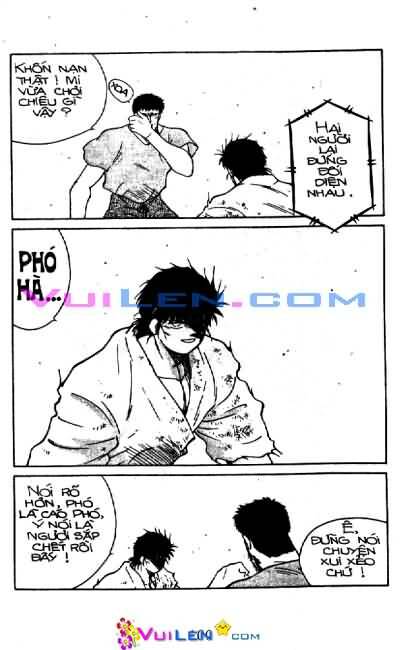 KHỐN NẠN
THẬT! MI
VỪA CHƠI
CHIÊU GÌ
VẬY?
XOA
HAI
NGƯỜI
LẠI
ĐỨNG
ĐỐI
DIỆN
NHAU.
PHÓ
HÀ...
VUILEN.COM
NÓI RÕ
HƠN, PHÓ
LÀ CÁO PHÓ,
Ý NÓI LÀ
NGƯỜI SẮP
CHẾT RỒI
ĐẤY!
Ê,
ĐỪNG NÓI
CHUYỆN
XUI XẺO
CHỨ!
VUILEN.COM